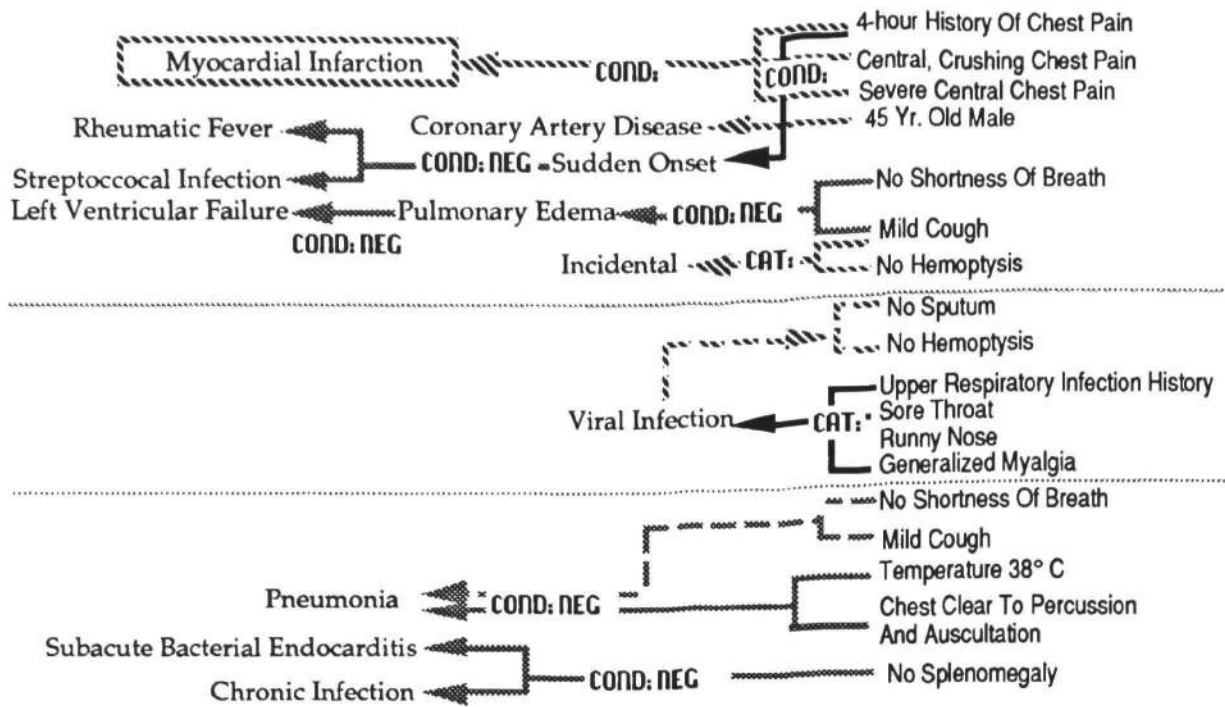 4-hour History Of Chest Pain
Myocardial Infarction COND: COND: Central, Crushing Chest Pain
Severe Central Chest Pain
Rheumatic Fever Coronary Artery Disease 45 Yr. Old Male
COND: NEG Sudden Onset
Streptoccocal Infection No Shortness Of Breath
Left Ventricular Failure Pulmonary Edema COND: NEG
COND: NEG Mild Cough
Incidental CAT: No Hemoptysis
No Sputum
No Hemoptysis
Upper Respiratory Infection History
Viral Infection CAT: Sore Throat
Runny Nose
Generalized Myalgia
No Shortness Of Breath
Mild Cough
Temperature 38° C
Pneumonia COND: NEG Chest Clear To Percussion
And Auscultation
Subacute Bacterial Endocarditis
COND: NEG No Splenomegaly
Chronic Infection